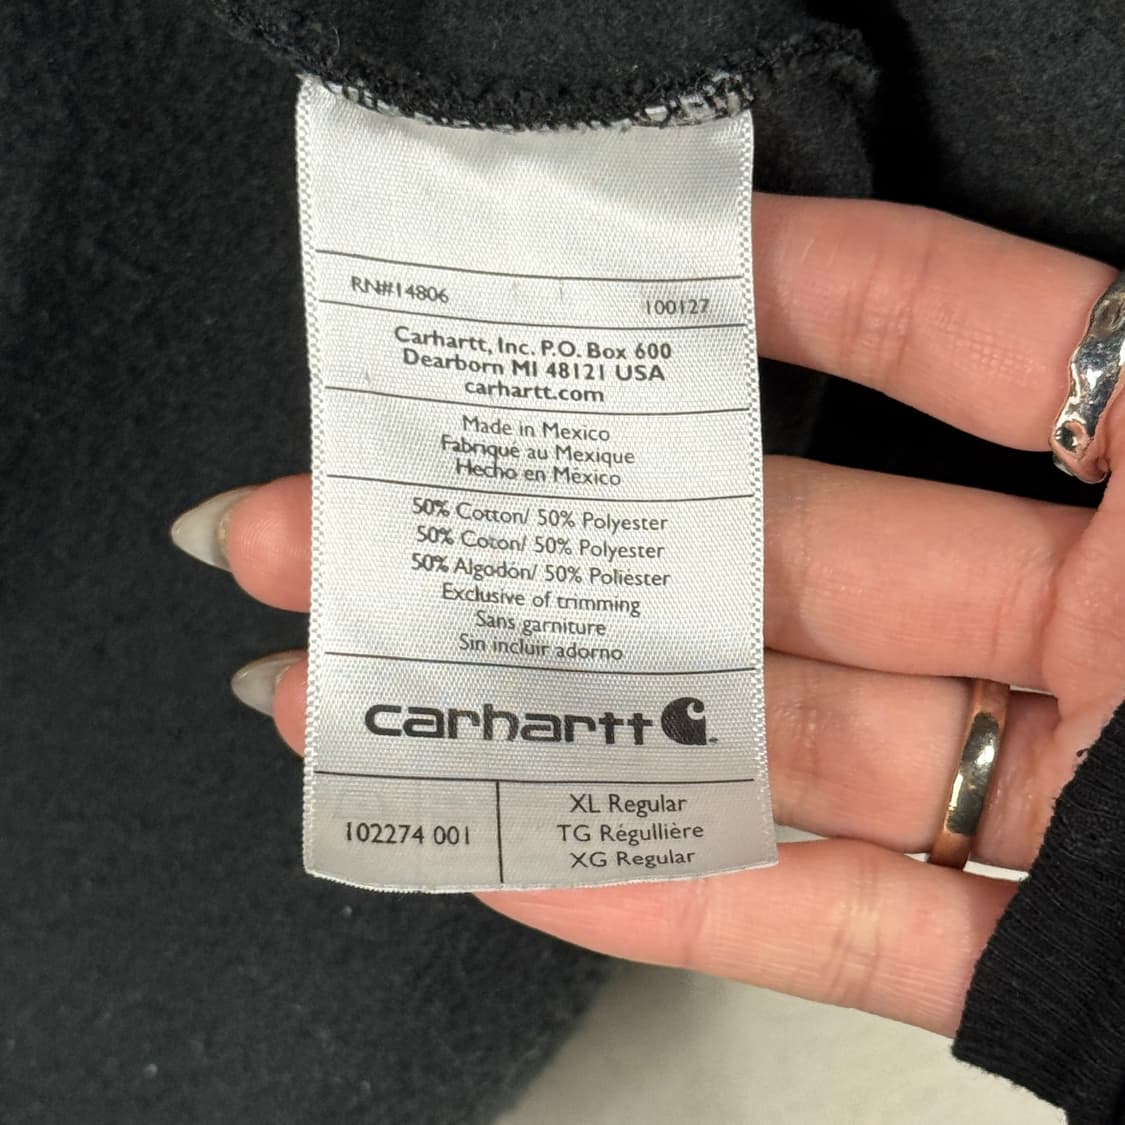 RN#14806 100127
Carhartt, Inc. P.O. Box 600
Dearborn MI 48121 USA
carhartt.com
Made in Mexico
Fabriqué au Mexique
Hecho en México
50% Cotton/ 50% Polyester
50% Coton/ 50% Polyester
50% Algodon/ 50% Poliéster
Exclusive of trimming
Sans garniture
Sin incluir adorno
carhartt
102274 001
XL Regular
TG Régullière
XG Regular